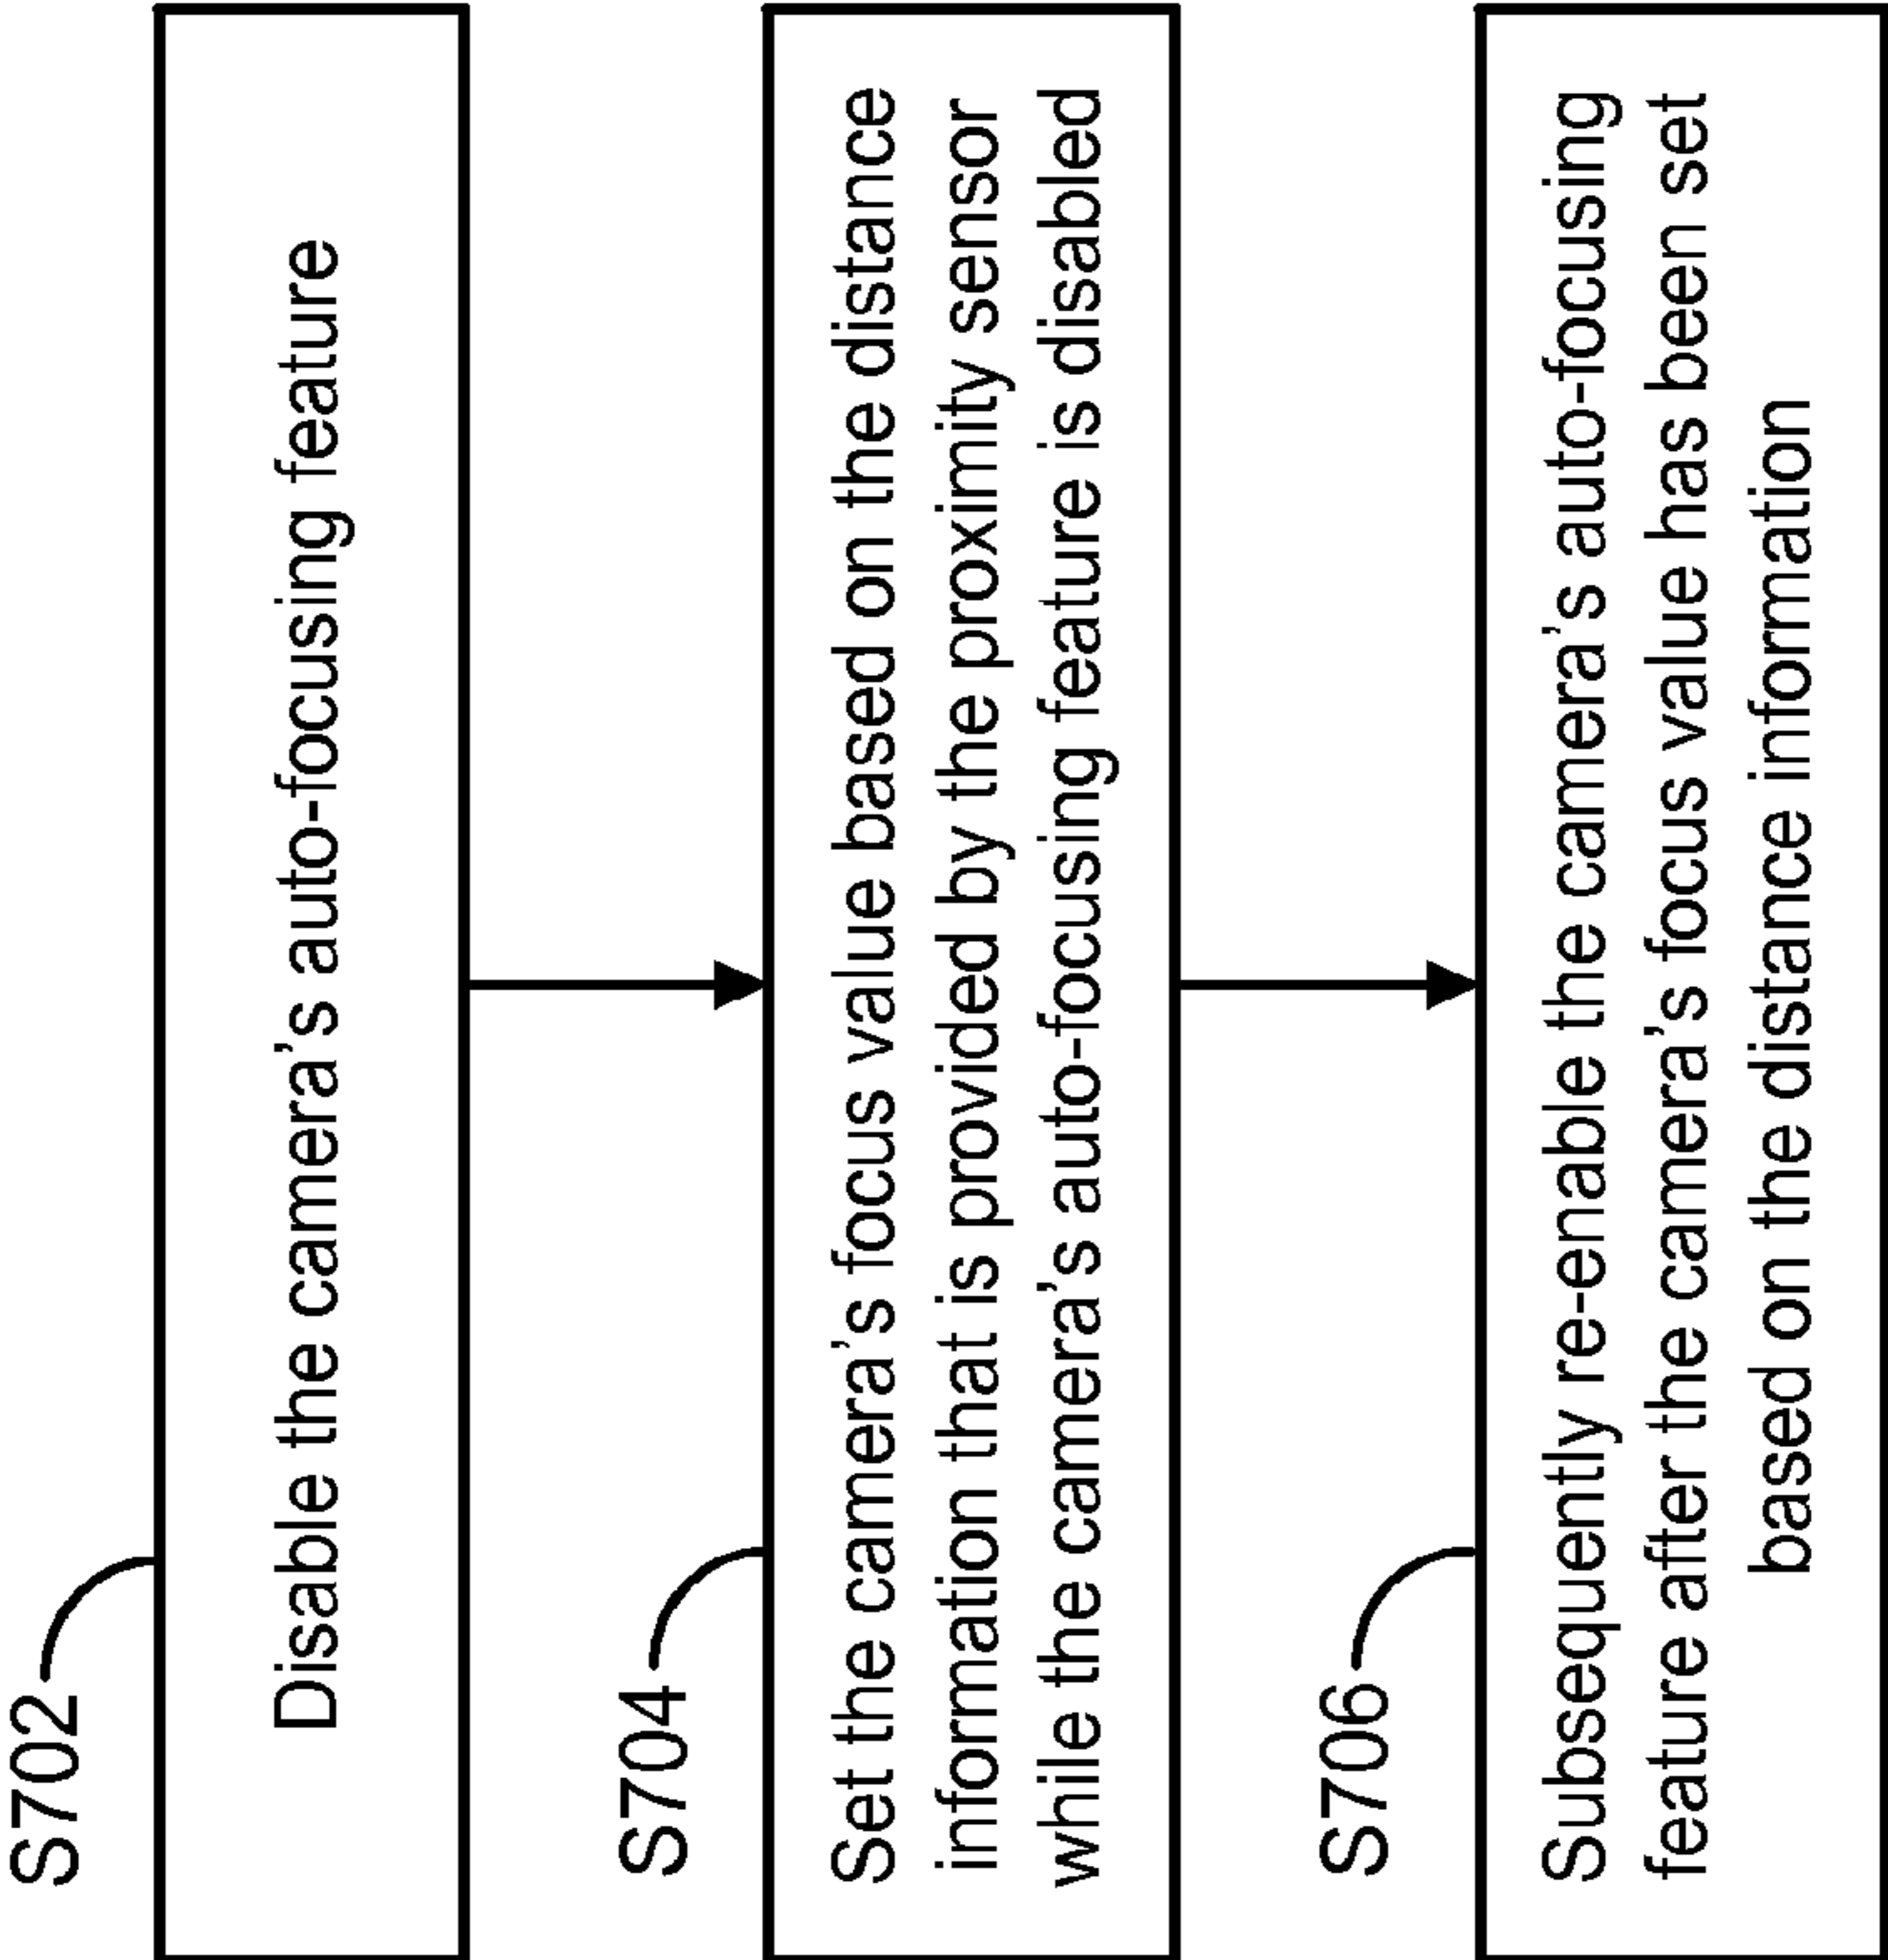 S702
Disable the camera's auto-focusing feature
S704
Set the camera's focus value based on the distance
information that is provided by the proximity sensor
while the camera's auto-focusing feature is disabled
S706
Subsequently re-enable the camera's auto-focusing
feature after the camera's focus value has been set
based on the distance information